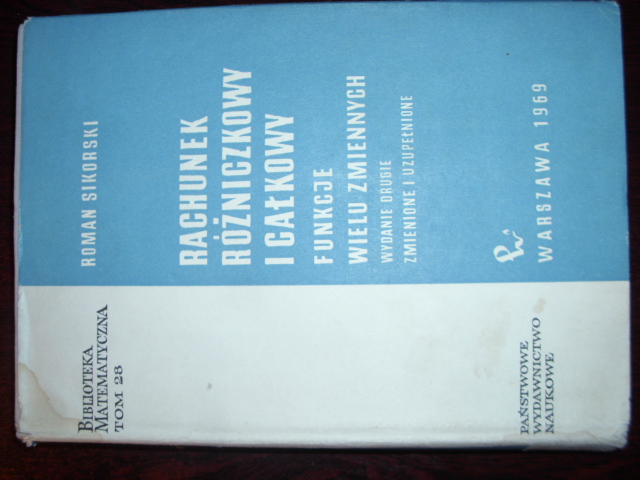 BIBLIOTEKA
MATEMATYCZNA
TOM 28
ROMAN SIKORSKI
RACHUNEK
RÓŻNICZKOWY
I CAŁKOWY
FUNKCJE
WIELU ZMIENNYCH
WYDANIE DRUGIE
ZMIENIONE I UZUPEŁNIONE
WARSZAWA 1969
PAŃSTWOWE
WYDAWNICTWO
NAUKOWE